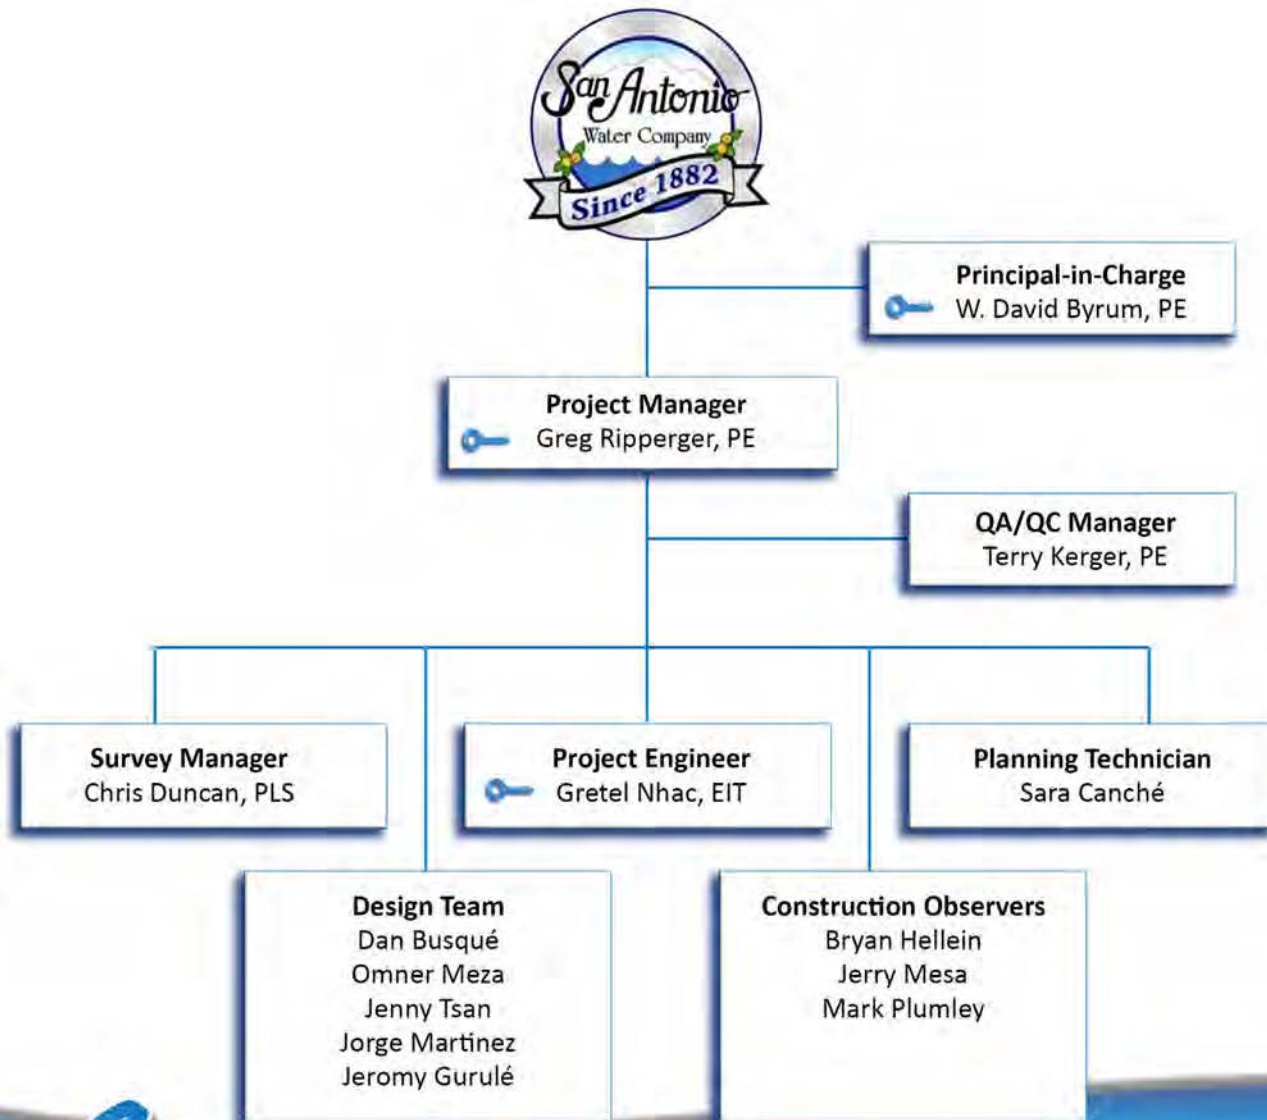 San Antonio
Water Company
Since 1882
Principal-in-Charge
W. David Byrum, PE
Project Manager
Greg Ripperger, PE
QA/QC Manager
Terry Kerger, PE
Survey Manager
Chris Duncan, PLS
Project Engineer
Gretel Nhac, EIT
Planning Technician
Sara Canché
Design Team
Dan Busqué
Omner Meza
Jenny Tsan
Jorge Martinez
Jeromy Gurulé
Construction Observers
Bryan Hellein
Jerry Mesa
Mark Plumley